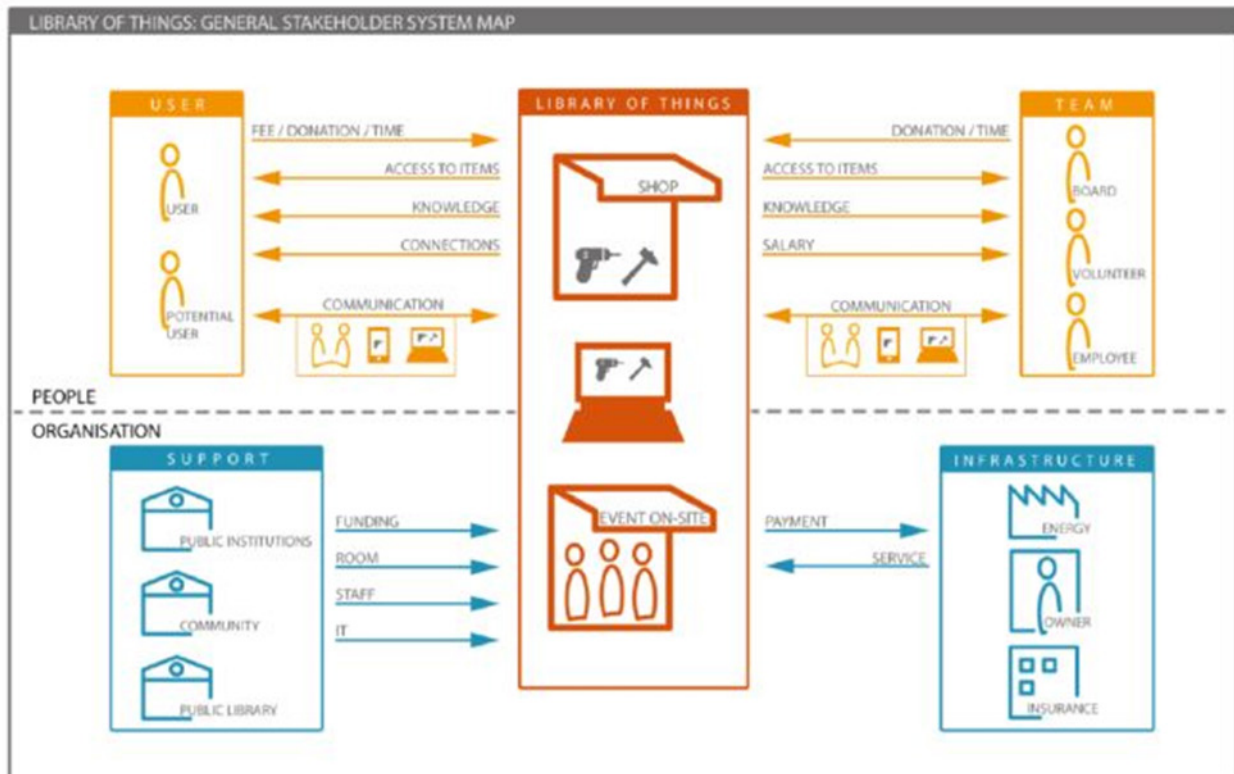 LIBRARY OF THINGS: GENERAL STAKEHOLDER SYSTEM MAP
USER
USER
POTENTIAL
USER
FEE / DONATION / TIME
ACCESS TO ITEMS
KNOWLEDGE
CONNECTIONS
COMMUNICATION
LIBRARY OF THINGS
SHOP
EVENT ON-SITE
DONATION / TIME
ACCESS TO ITEMS
KNOWLEDGE
SALARY
COMMUNICATION
TEAM
BOARD
VOLUNTEER
EMPLOYEE
PEOPLE
ORGANISATION
SUPPORT
PUBLIC INSTITUTIONS
COMMUNITY
PUBLIC LIBRARY
FUNDING
ROOM
STAFF
IT
PAYMENT
SERVICE
INFRASTRUCTURE
ENERGY
OWNER
INSURANCE